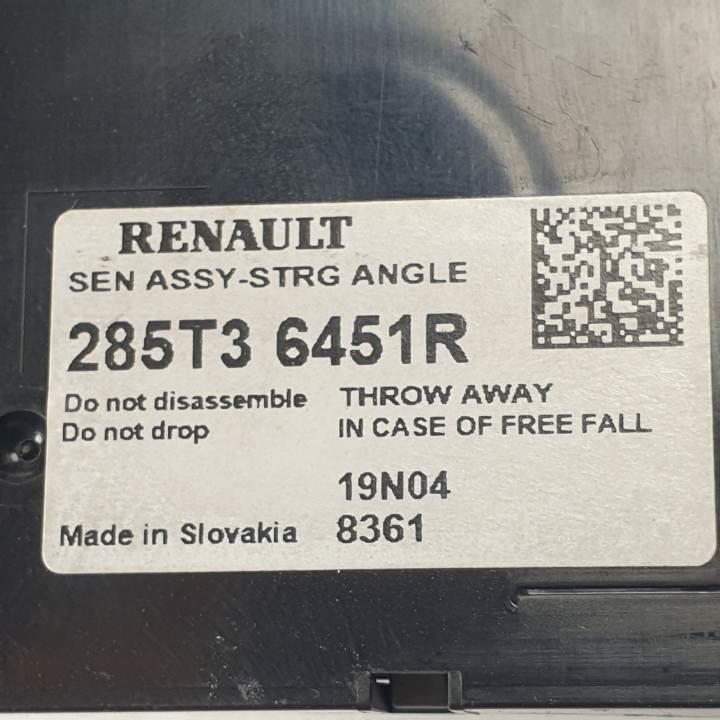 RENAULT
SEN ASSY-STRG ANGLE
285T3 6451R
Do not disassemble THROW AWAY
Do not drop IN CASE OF FREE FALL
19N04
Made in Slovakia 8361